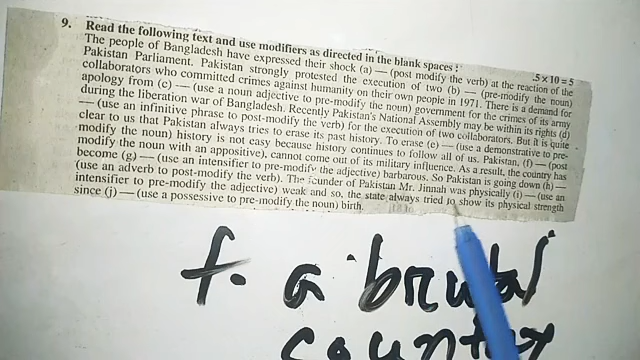 9. Read the following text and use modifiers as directed in the blank spaces :
.5×10=5
The people of Bangladesh have expressed their shock (a) — (post modify the verb) at the reaction of the
Pakistan Parliament. Pakistan strongly protested the execution of two (b) — (pre-modify the noun)
collaborators who committed crimes against humanity on their own people in 1971. There is a demand for
apology from (c) — (use a noun adjective to pre-modify the noun) government for the crimes of its army
during the liberation war of Bangladesh. Recently Pakistan's National Assembly may be within its rights (d)
— (use an infinitive phrase to post-modify the verb) for the execution of two collaborators. But it is quite
clear to us that Pakistan always tries to erase its past history. To erase (e) — (use a demonstrative to pre-
modify the noun) history is not easy because history continues to follow all of us. Pakistan, (f) — (post
modify the noun with an appositive), cannot come out of its military influence. As a result, the country has
become (g) — (use an intensifier to pre-modify the adjective) barbarous. So Pakistan is going down (h) —
(use an adverb to post-modify the verb). The founder of Pakistan Mr. Jinnah was physically (i) — (use an
intensifier to pre-modify the adjective) weak and so, the state always tried to show its physical strength
since (j) — (use a possessive to pre-modify the noun) birth.
f. a brutal
country